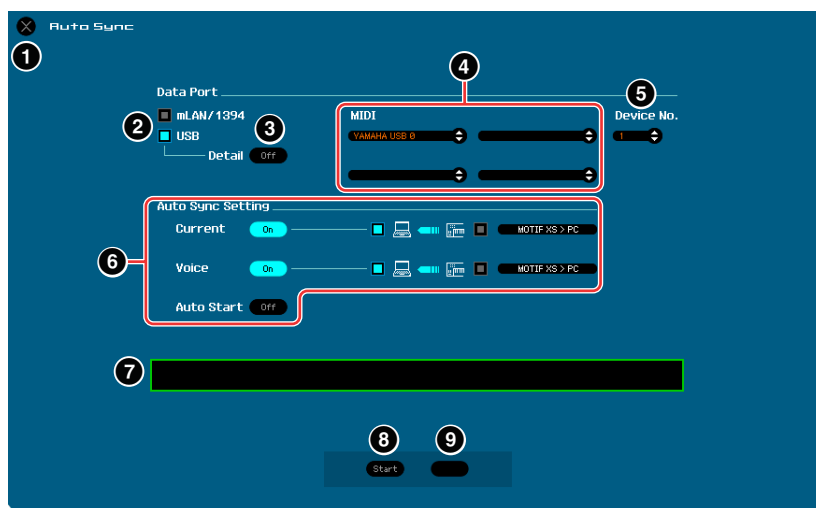 Auto Sync
1
4
Data Port
5
mLAN/1394
MIDI
Device No.
2
USB
3
YAMAHA USB 0
1
Detail
Off
Auto Sync Setting
Current
On
MOTIF XS > PC
6
Voice
On
MOTIF XS > PC
Auto Start
Off
7
8
9
Start